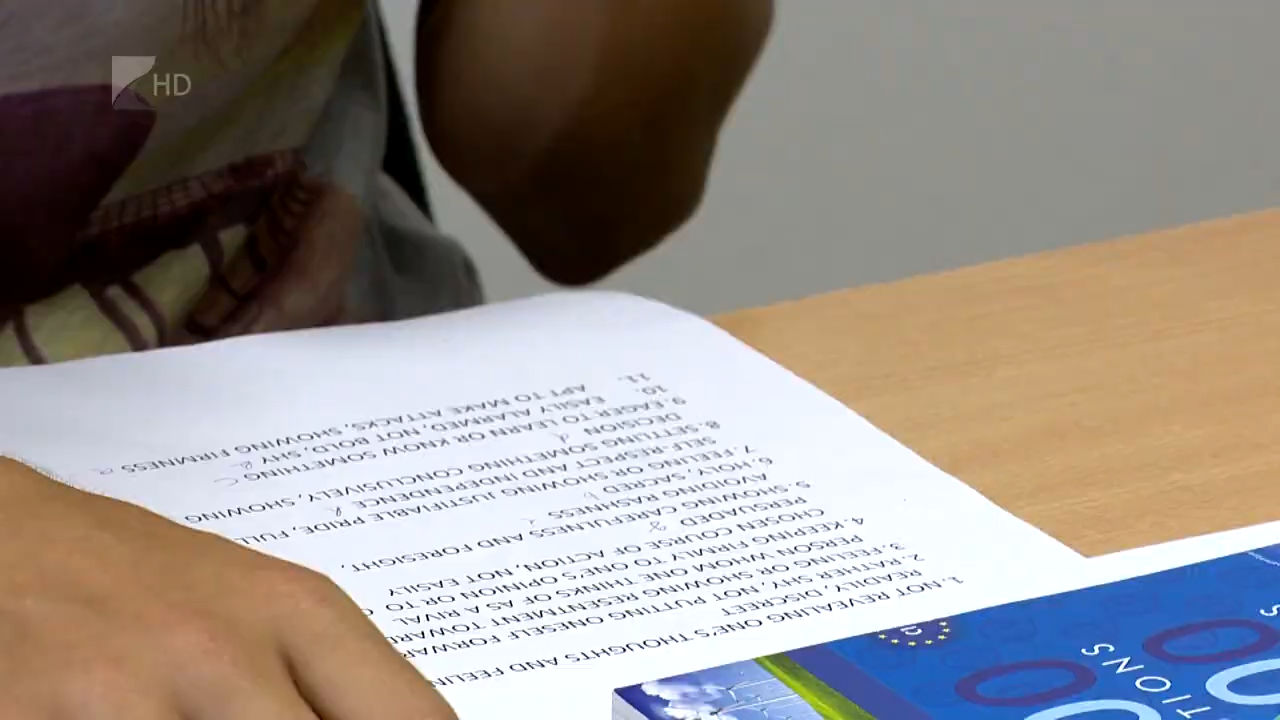 HD
1. NOT REVEALING ONE'S THOUGHTS AND
READILY, DISCREET
2. RATHER SHY, NOT PUTTING ONESELF
3. FEELING OR SHOWING RESENTMENT
PERSON WHOM ONE THINKS OF AS A RIVAL
4. KEEPING FIRMLY TO ONE'S OPINION OR TO
CHOSEN COURSE OF ACTION, NOT EASILY
PERSUADED
5. SHOWING CAREFULNESS AND FORESIGHT,
AVOIDING RASHNESS
6. HOLY, SACRED
7. FEELING OR SHOWING JUSTIFIABLE PRIDE, FULL
SELF-RESPECT AND INDEPENDENCE
8. SETTLING SOMETHING CONCLUSIVELY, SHOWING
DECISION
9. EAGER TO LEARN OR KNOW SOMETHING
10. EASILY ALARMED, NOT BOLD, SHY
11. APT TO MAKE ATTACKS, SHOWING FIRMNESS
TIONS